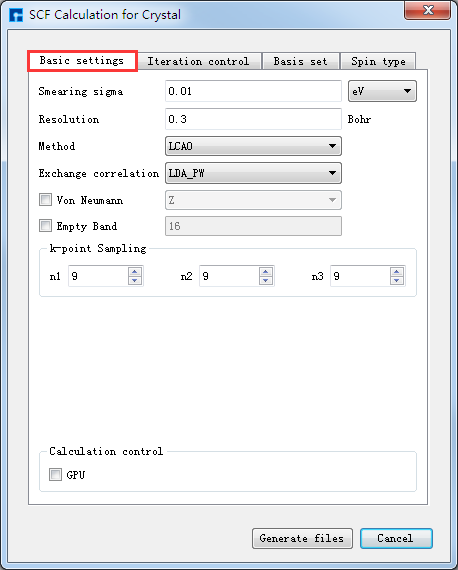 SCF Calculation for Crystal
Basic settings Iteration control Basis set Spin type
Smearing sigma 0.01 eV
Resolution 0.3 Bohr
Method LCAO
Exchange correlation LDA_PW
Von Neumann Z
Empty Band 16
k-point Sampling
n1 9 n2 9 n3 9
Calculation control
GPU
Generate files Cancel